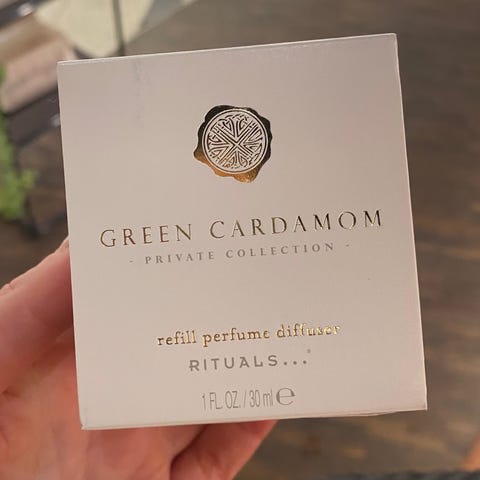 GREEN CARDAMOM
- PRIVATE COLLECTION -
refill perfume diffuser
RITUALS...®
1 FL. OZ. / 30 ml ℮